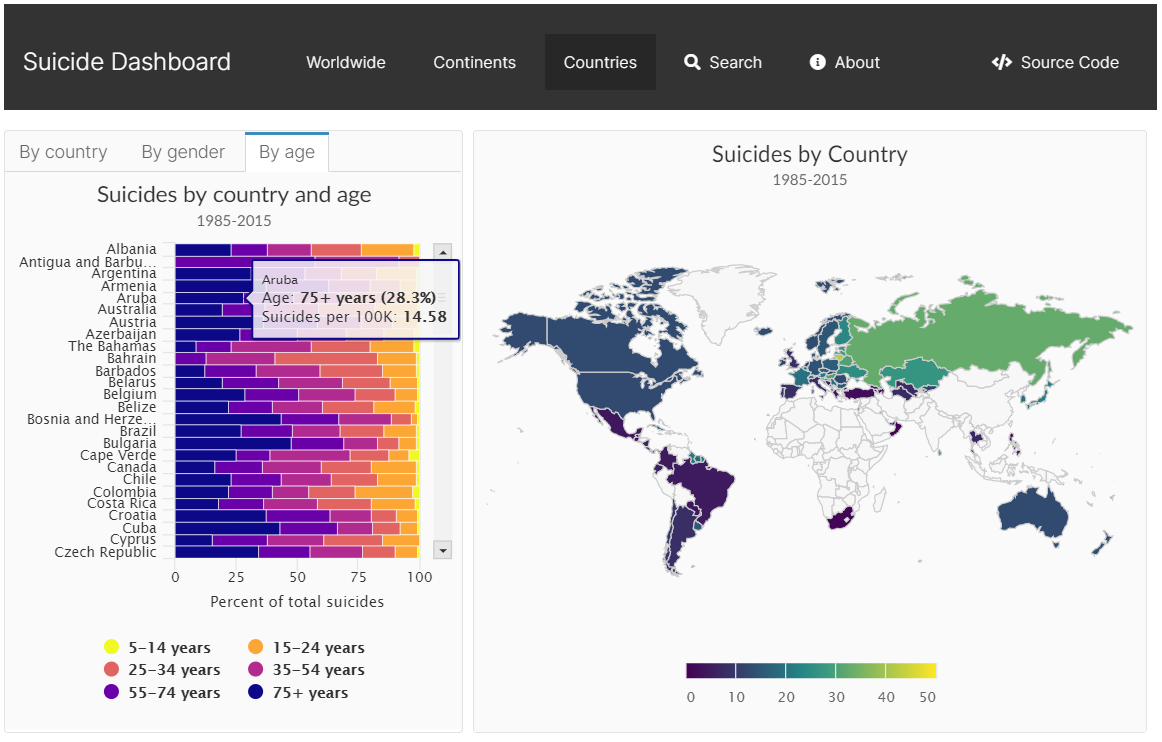 Suicide Dashboard
Worldwide
Continents
Countries
Search
About
Source Code
By country
By gender
By age
Suicides by country and age
1985-2015
Albania
Antigua and Barbu...
Argentina
Armenia
Aruba
Australia
Austria
Azerbaijan
The Bahamas
Bahrain
Barbados
Belarus
Belgium
Belize
Bosnia and Herze...
Brazil
Bulgaria
Cape Verde
Canada
Chile
Colombia
Costa Rica
Croatia
Cuba
Cyprus
Czech Republic
Aruba
Age: 75+ years (28.3%)
Suicides per 100K: 14.58
0 25 50 75 100
Percent of total suicides
5-14 years 15-24 years
25-34 years 35-54 years
55-74 years 75+ years
Suicides by Country
1985-2015
0 10 20 30 40 50